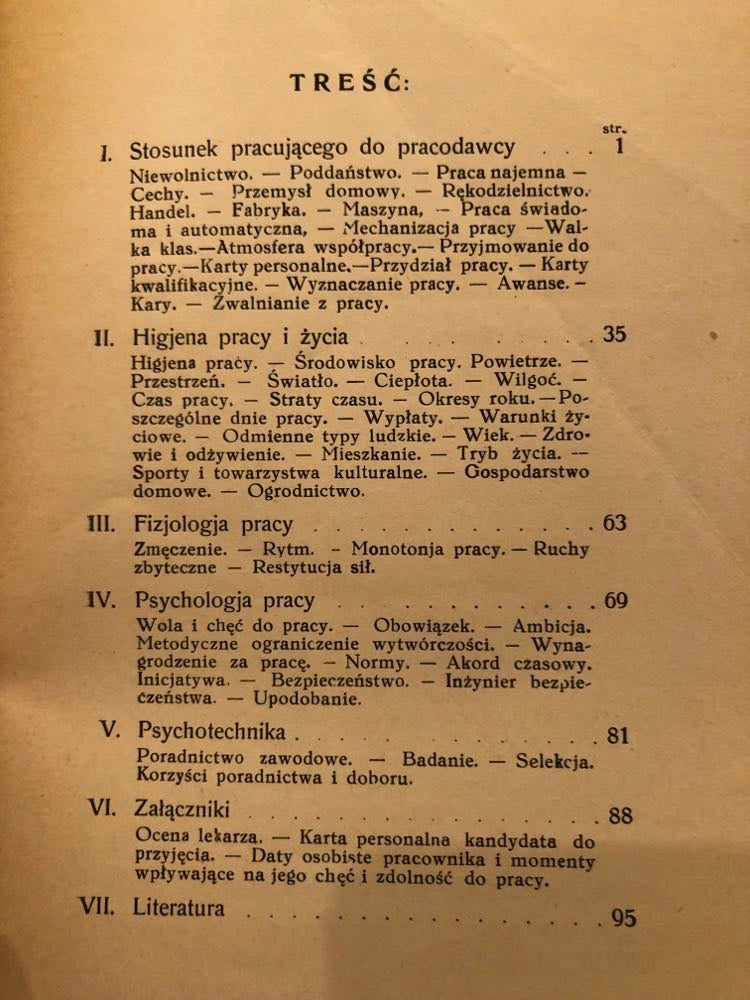 TREŚĆ:
str.
I. Stosunek pracującego do pracodawcy . . . 1
Niewolnictwo. — Poddaństwo. — Praca najemna —
Cechy. — Przemysł domowy. — Rękodzielnictwo.
Handel. — Fabryka. — Maszyna, — Praca świado-
ma i automatyczna, — Mechanizacja pracy —Wal-
ka klas.—Atmosfera współpracy.— Przyjmowanie do
pracy.—Karty personalne.—Przydział pracy. — Karty
kwalifikacyjne. — Wyznaczanie pracy. — Awanse. –
Kary. — Zwalnianie z pracy.
II. Higjena pracy i życia . . . . . . . 35
Higjena pracy. — Środowisko pracy. Powietrze. —
Przestrzeń. — Światło. — Ciepłota. — Wilgoć. —
Czas pracy. — Straty czasu. — Okresy roku.—Po-
szczególne dnie pracy. — Wypłaty. — Warunki ży-
ciowe. — Odmienne typy ludzkie. — Wiek. — Zdro-
wie i odżywienie. — Mieszkanie. — Tryb życia. —
Sporty i towarzystwa kulturalne. — Gospodarstwo
domowe. — Ogrodnictwo.
III. Fizjologja pracy . . . . . . . . . . . 63
Zmęczenie. — Rytm. – Monotonja pracy. — Ruchy
zbyteczne — Restytucja sił.
IV. Psychologja pracy . . . . . . . . . . 69
Wola i chęć do pracy. — Obowiązek. — Ambicja.
Metodyczne ograniczenie wytwórczości. — Wyna-
grodzenie za pracę. — Normy. — Akord czasowy.
Inicjatywa. — Bezpieczeństwo. — Inżynier bezpie-
czeństwa. — Upodobanie.
V. Psychotechnika . . . . . . . . . . . 81
Poradnictwo zawodowe. — Badanie. — Selekcja.
Korzyści poradnictwa i doboru.
VI. Załączniki . . . . . . . . . . . . . 88
Ocena lekarza. — Karta personalna kandydata do
przyjęcia. — Daty osobiste pracownika i momenty
wpływające na jego chęć i zdolność do pracy.
VII. Literatura . . . . . . . . . . . . . 95